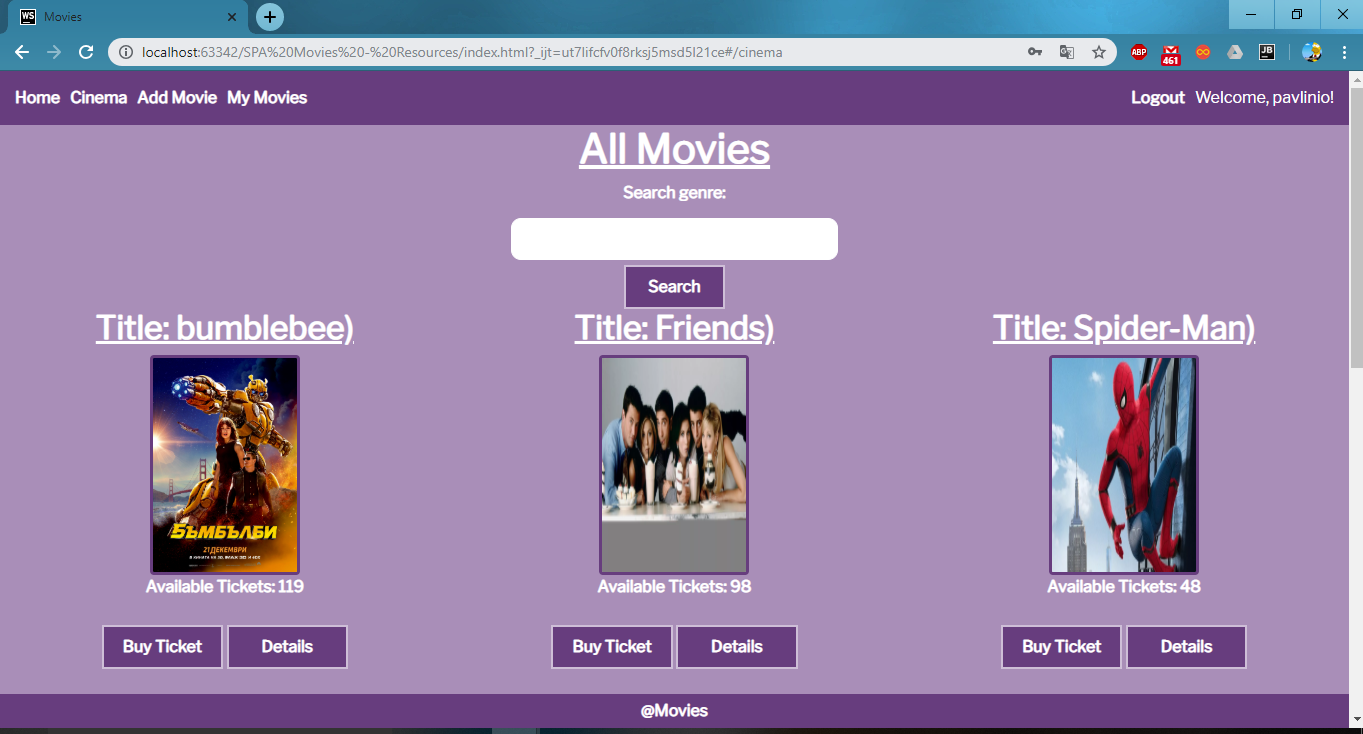 WS
Movies
localhost:63342/SPA%20Movies%20-%20Resources/index.html?_ijt=ut7lifcfv0f8rksj5msd5l21ce#/cinema
ABP
461
JB
Home Cinema Add Movie My Movies
Logout Welcome, pavlinio!
All Movies
Search genre:
Search
Title: bumblebee)
Title: Friends)
Title: Spider-Man)
БЪМБЪЛБИ
21 ДЕКЕМВРИ
Available Tickets: 119
Available Tickets: 98
Available Tickets: 48
Buy Ticket Details
Buy Ticket Details
Buy Ticket Details
@Movies